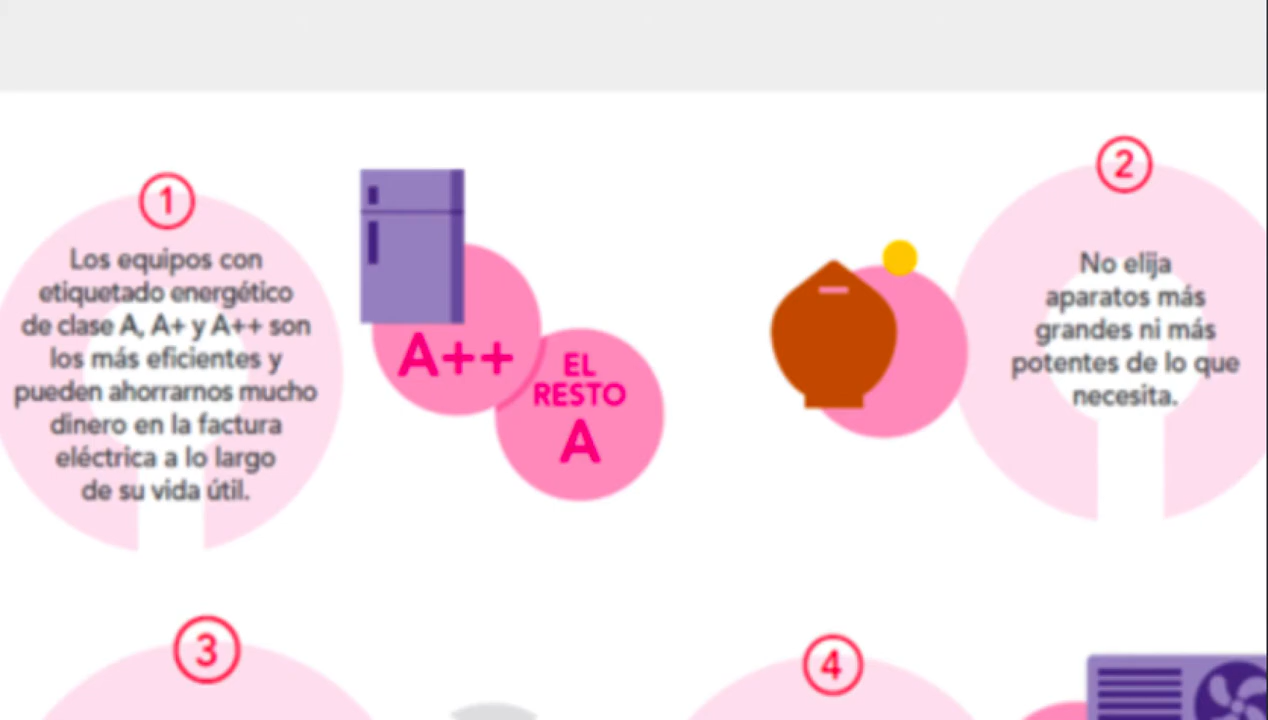 1
Los equipos con
etiquetado energético
de clase A, A+ y A++ son
los más eficientes y
pueden ahorrarnos mucho
dinero en la factura
eléctrica a lo largo
de su vida útil.
A++
EL
RESTO
A
2
No elija
aparatos más
grandes ni más
potentes de lo que
necesita.
3
4